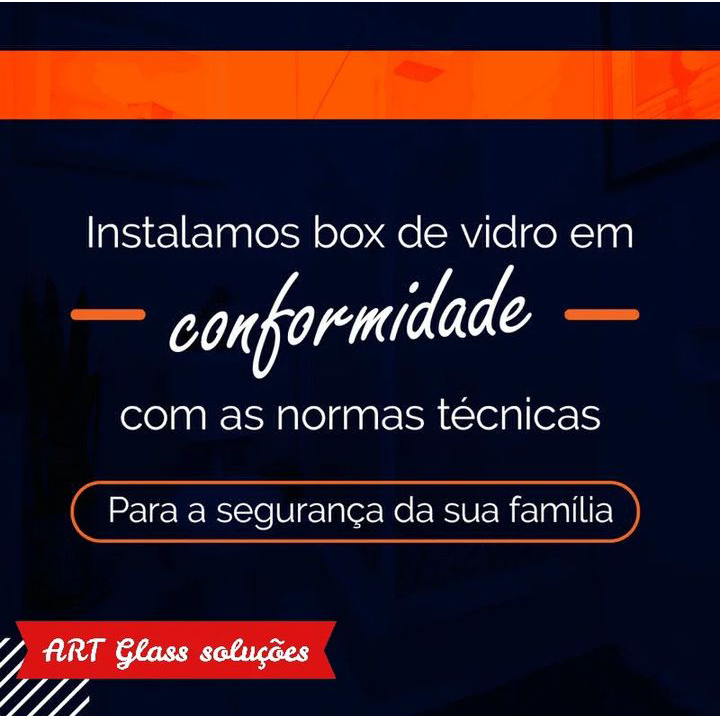 Instalamos box de vidro em
conformidade
com as normas técnicas
Para a segurança da sua família
ART Glass soluções